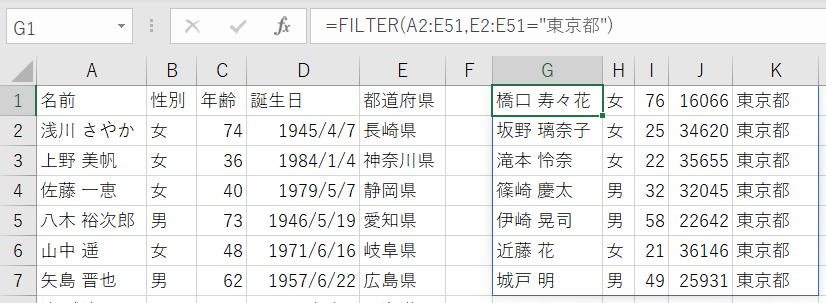 G1 fx =FILTER(A2:E51,E2:E51="東京都")
A B C D E F G H I J K
1 名前 性別 年齢 誕生日 都道府県 橋口 寿々花 女 76 16066 東京都
2 浅川 さやか 女 74 1945/4/7 長崎県 坂野 璃奈子 女 25 34620 東京都
3 上野 美帆 女 36 1984/1/4 神奈川県 滝本 怜奈 女 22 35655 東京都
4 佐藤 一恵 女 40 1979/5/7 静岡県 篠崎 慶太 男 32 32045 東京都
5 八木 裕次郎 男 73 1946/5/19 愛知県 伊崎 晃司 男 58 22642 東京都
6 山中 遥 女 48 1971/6/16 岐阜県 近藤 花 女 21 36146 東京都
7 矢島 晋也 男 62 1957/6/22 広島県 城戸 明 男 49 25931 東京都